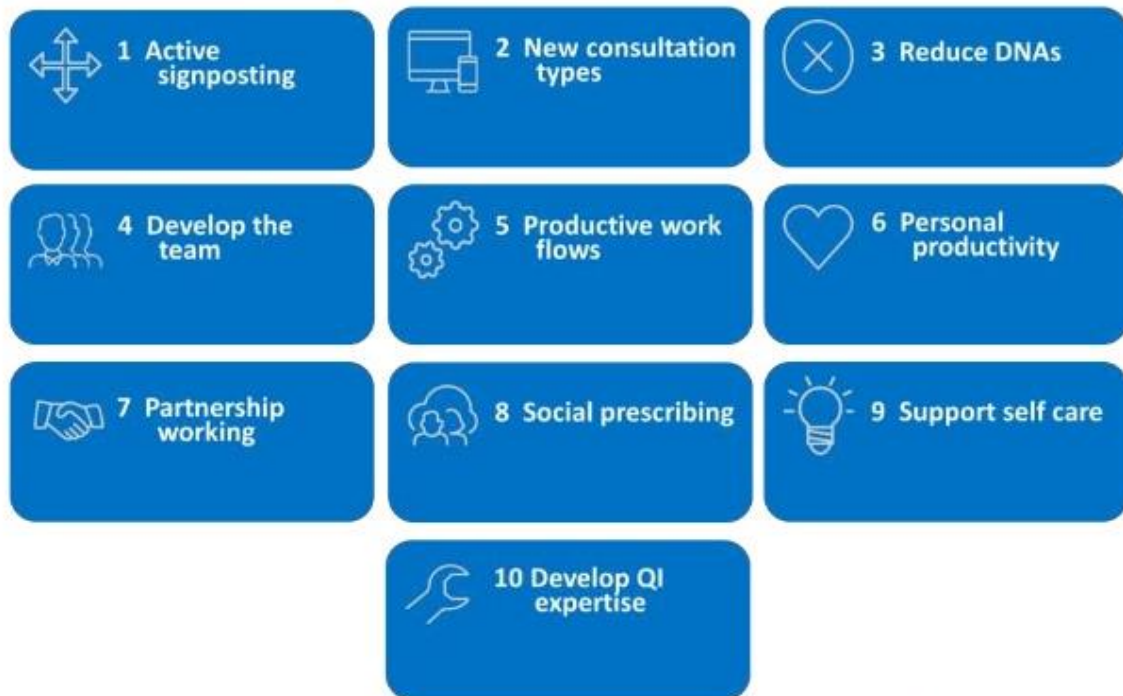 1 Active
signposting
2 New consultation
types
3 Reduce DNAs
4 Develop the
team
5 Productive work
flows
6 Personal
productivity
7 Partnership
working
8 Social prescribing
9 Support self care
10 Develop QI
expertise